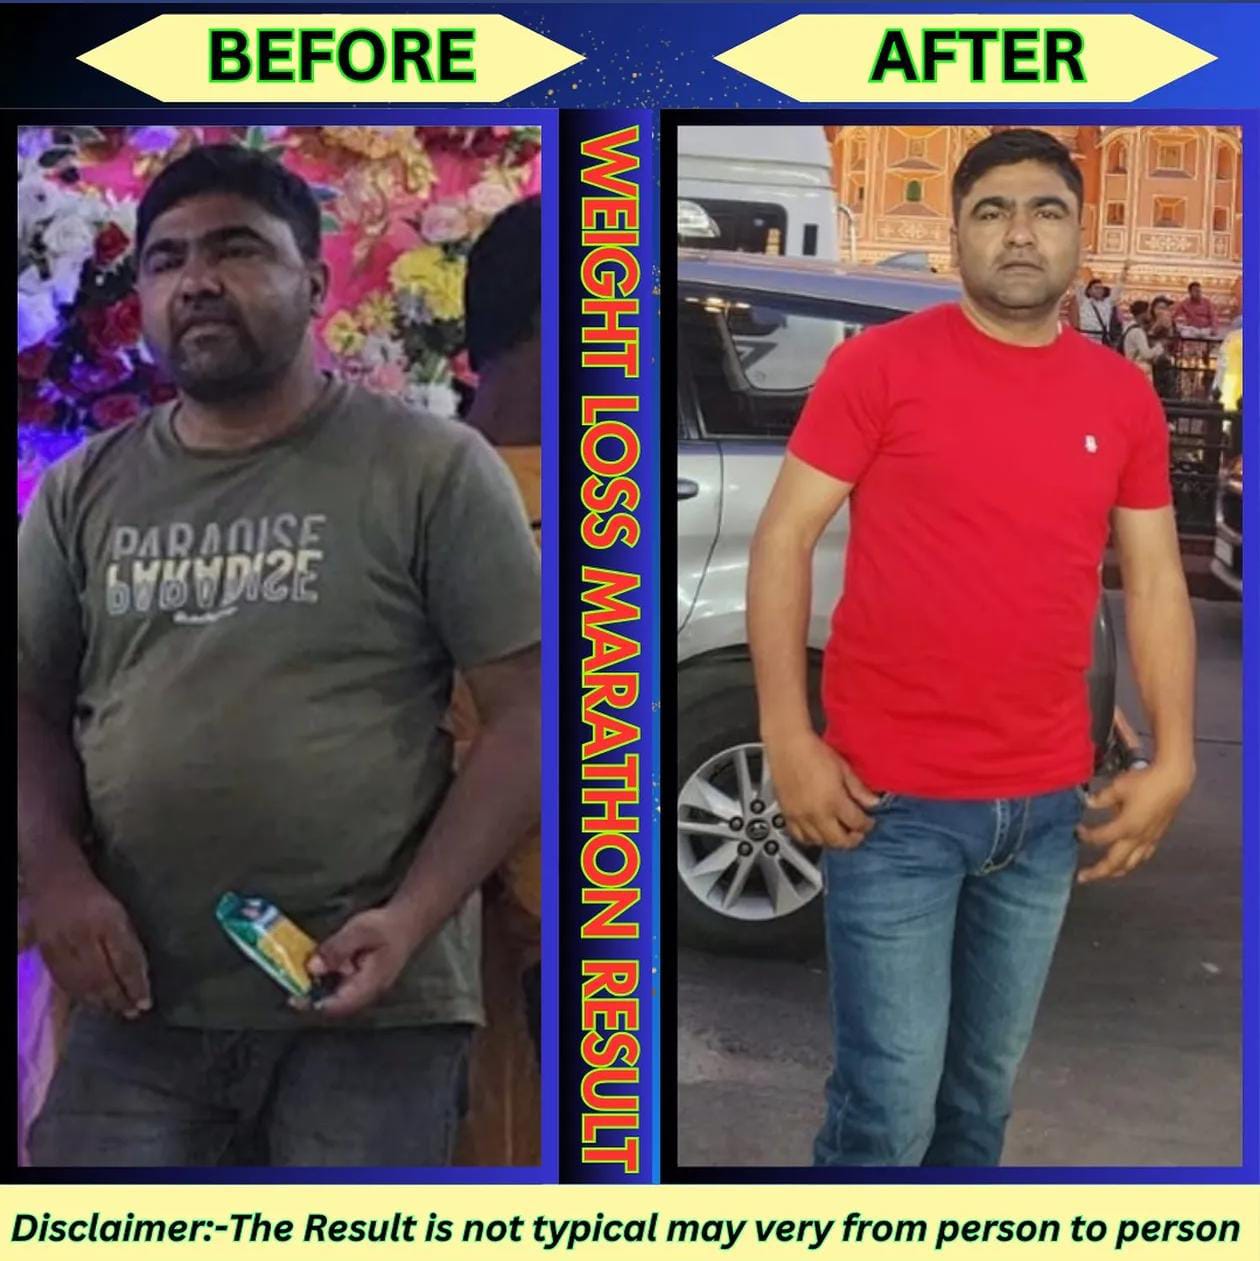 BEFORE
AFTER
WEIGHT LOSS MARATHON RESULT
PARADISE
Disclaimer:-The Result is not typical may very from person to person